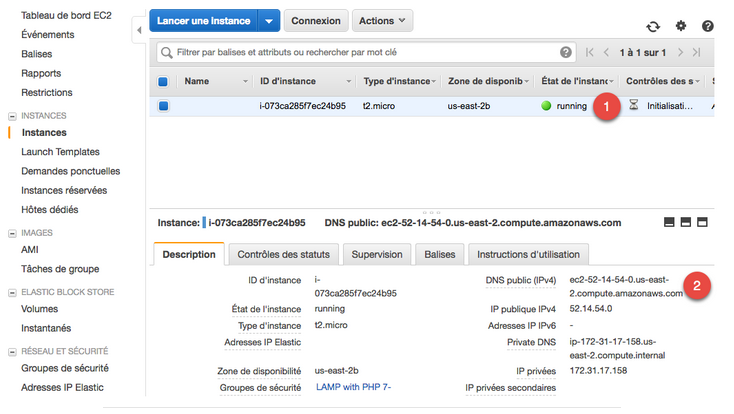 Tableau de bord EC2
Événements
Balises
Rapports
Restrictions
INSTANCES
Instances
Launch Templates
Demandes ponctuelles
Instances réservées
Hôtes dédiés
IMAGES
AMI
Tâches de groupe
ELASTIC BLOCK STORE
Volumes
Instantanés
RÉSEAU ET SÉCURITÉ
Groupes de sécurité
Adresses IP Elastic
Lancer une instance Connexion Actions
Filtrer par balises et attributs ou rechercher par mot clé ? 1 à 1 sur 1
Name ID d'instance Type d'instance Zone de disponib État de l'instanc Contrôles des s
i-073ca285f7ec24b95 t2.micro us-east-2b running 1 Initialisati...
Instance: i-073ca285f7ec24b95 DNS public: ec2-52-14-54-0.us-east-2.compute.amazonaws.com
Description Contrôles des statuts Supervision Balises Instructions d'utilisation
ID d'instance i-073ca285f7ec24b95
État de l'instance running
Type d'instance t2.micro
Adresses IP Elastic
Zone de disponibilité us-east-2b
Groupes de sécurité LAMP with PHP 7-
DNS public (IPv4) ec2-52-14-54-0.us-east-2.compute.amazonaws.com 2
IP publique IPv4 52.14.54.0
Adresses IP IPv6 -
Private DNS ip-172-31-17-158.us-east-2.compute.internal
IP privées 172.31.17.158
IP privées secondaires